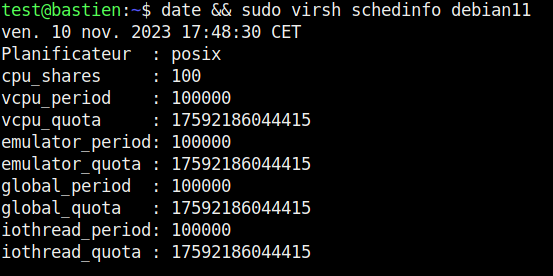 test@bastien:~$ date && sudo virsh schedinfo debian11
ven. 10 nov. 2023 17:48:30 CET
Planificateur  : posix
cpu_shares     : 100
vcpu_period    : 100000
vcpu_quota     : 17592186044415
emulator_period: 100000
emulator_quota : 17592186044415
global_period  : 100000
global_quota   : 17592186044415
iothread_period: 100000
iothread_quota : 17592186044415